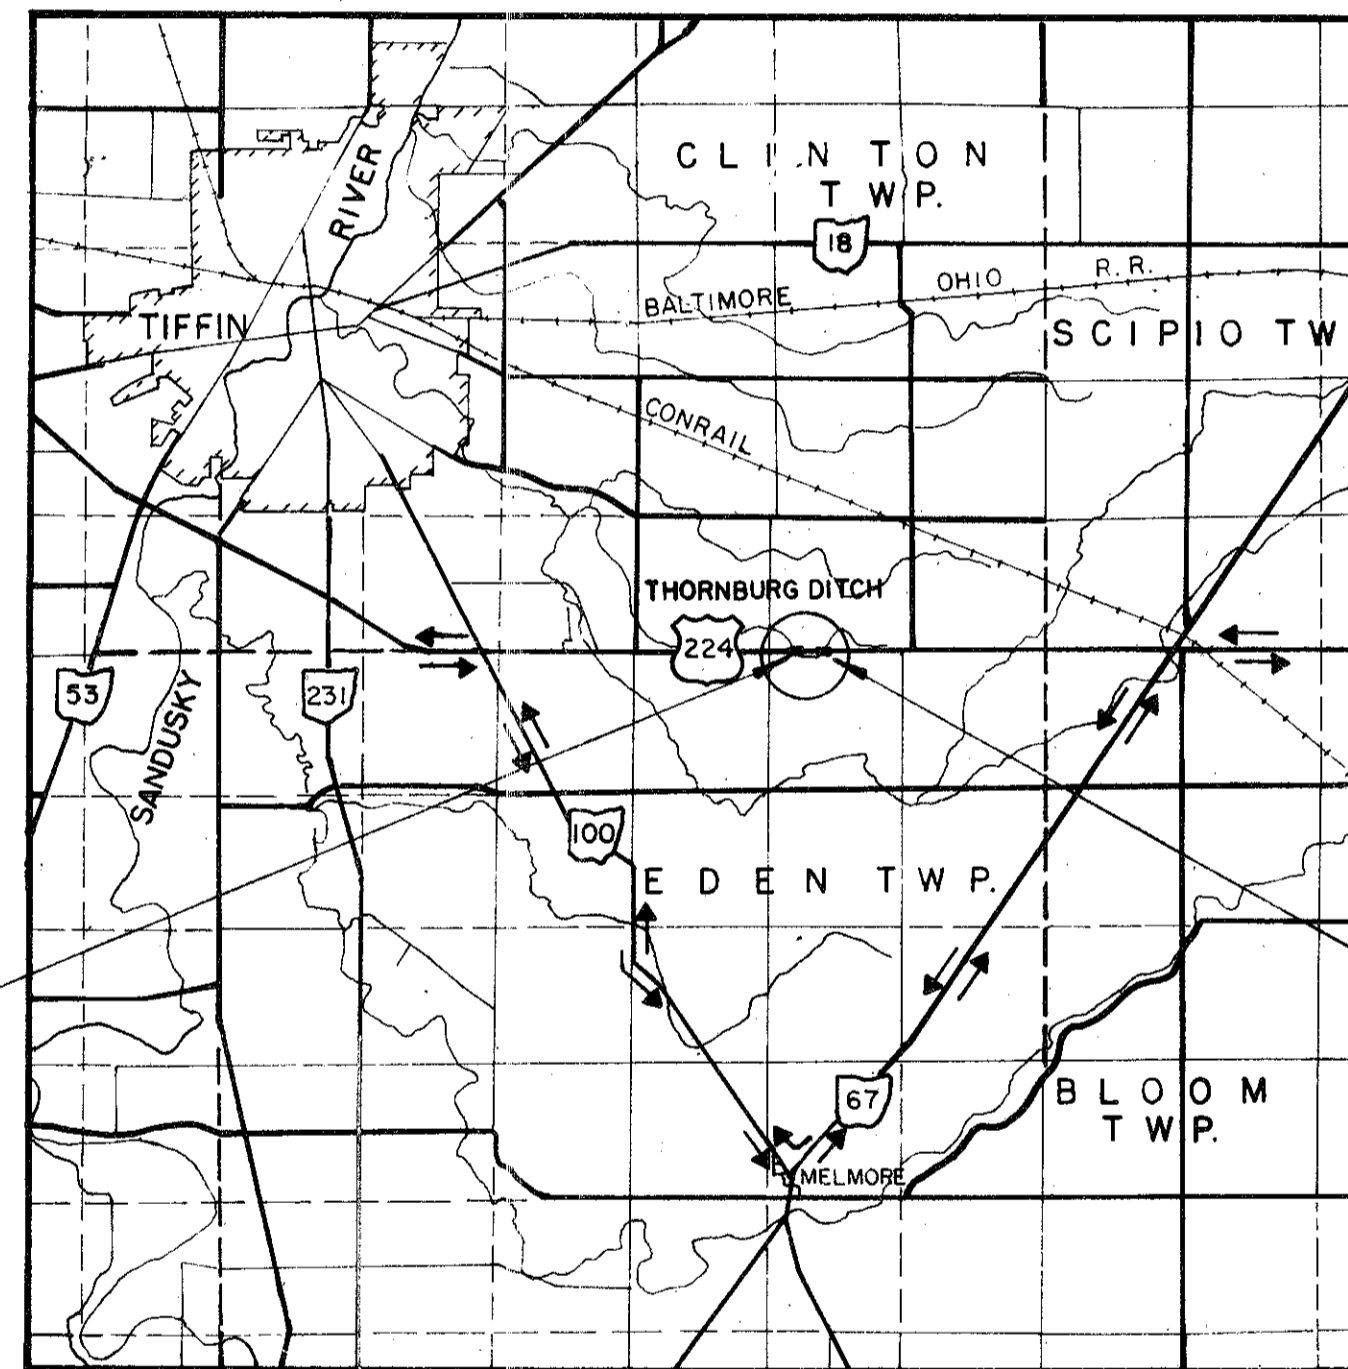 CLINTON
TWP.
RIVER
18
OHIO
R.R.
BALTIMORE
TIFFIN
SCIPIO TW
CONRAIL
THORNBURG DITCH
224
53
231
SANDUSKY
100
EDEN TWP.
67
BLOOM
TWP.
MELMORE